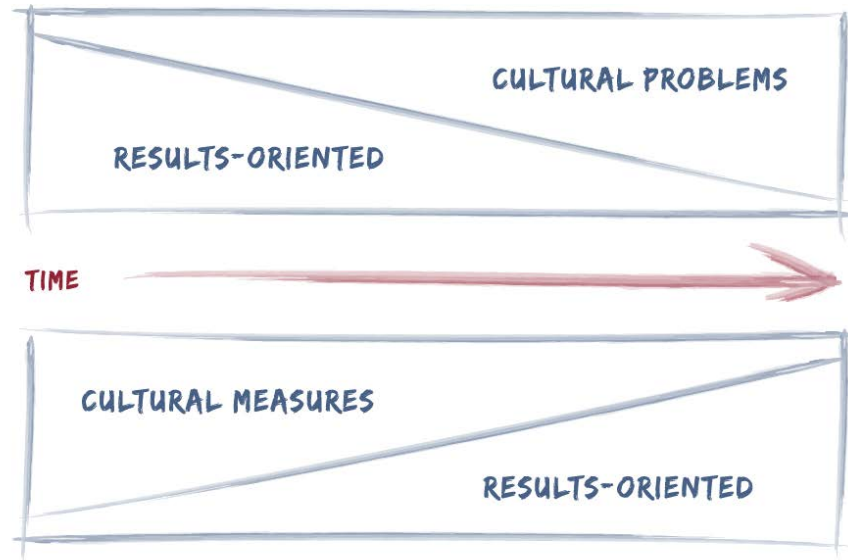 CULTURAL PROBLEMS
RESULTS-ORIENTED
TIME
CULTURAL MEASURES
RESULTS-ORIENTED